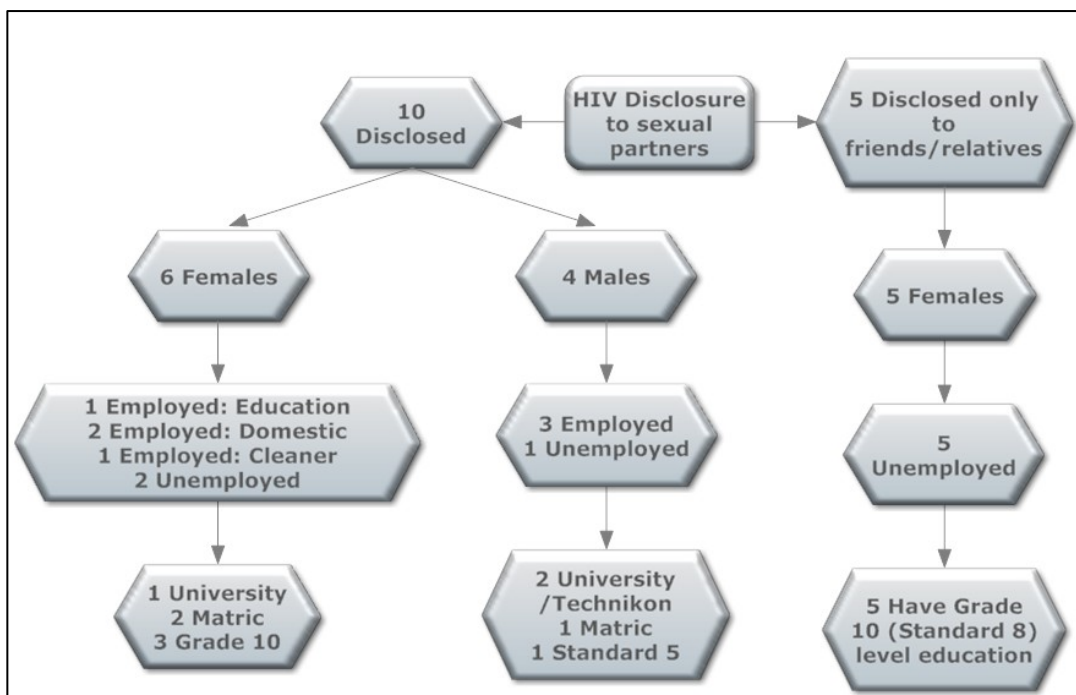 HIV Disclosure
to sexual
partners
10
Disclosed
5 Disclosed only
to
friends/relatives
6 Females
4 Males
5 Females
1 Employed: Education
2 Employed: Domestic
1 Employed: Cleaner
2 Unemployed
3 Employed
1 Unemployed
5
Unemployed
1 University
2 Matric
3 Grade 10
2 University
/Technikon
1 Matric
1 Standard 5
5 Have Grade
10 (Standard 8)
level education